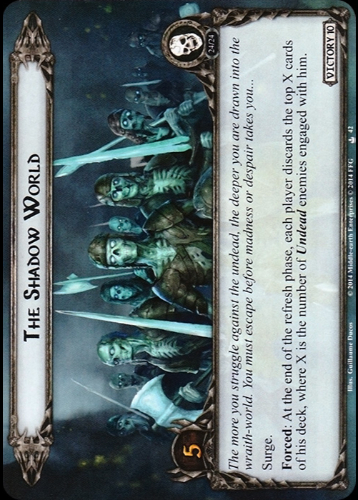 THE SHADOW WORLD
24/24
5
The more you struggle against the undead, the deeper you are drawn into the
wraith-world. You must escape before madness or despair takes you...
Surge.
Forced: At the end of the refresh phase, each player discards the top X cards
of his deck, where X is the number of Undead enemies engaged with him.
VICTORY 10
Illus. Guillaume Ducos
© 2014 Middle-earth Enterprises © 2014 FFG
42